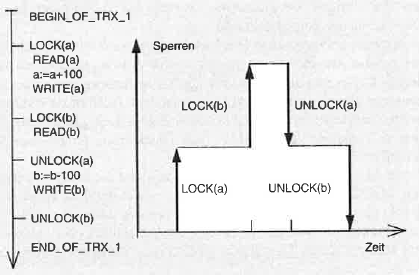 BEGIN_OF_TRX_1
LOCK(a)
READ(a)
a:=a+100
WRITE(a)
LOCK(b)
READ(b)
UNLOCK(a)
b:=b-100
WRITE(b)
UNLOCK(b)
END_OF_TRX_1
Sperren
LOCK(b)
UNLOCK(a)
LOCK(a)
UNLOCK(b)
Zeit